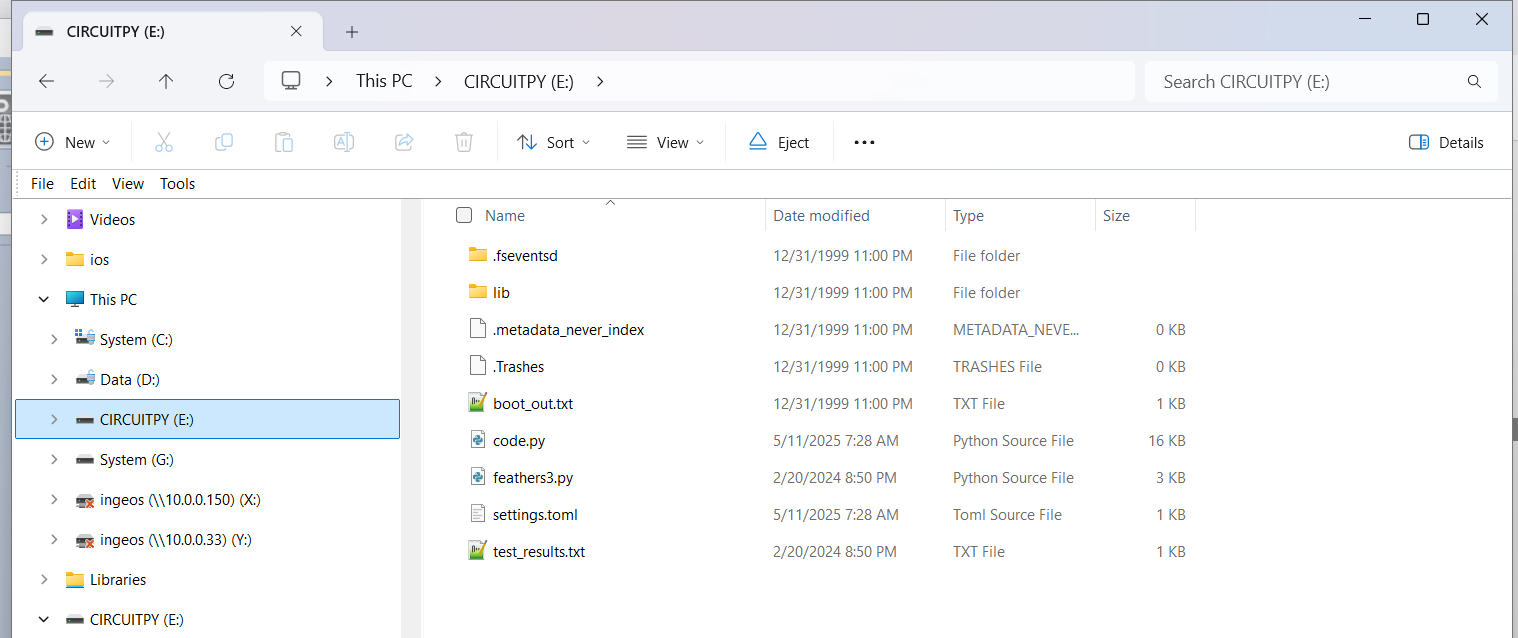 CIRCUITPY (E:)
This PC CIRCUITPY (E:)
Search CIRCUITPY (E:)
New Sort View Eject Details
File Edit View Tools
Videos
ios
This PC
System (C:)
Data (D:)
CIRCUITPY (E:)
System (G:)
ingeos (\\10.0.0.150) (X:)
ingeos (\\10.0.0.33) (Y:)
Libraries
CIRCUITPY (E:)
Name Date modified Type Size
.fseventsd 12/31/1999 11:00 PM File folder
lib 12/31/1999 11:00 PM File folder
.metadata_never_index 12/31/1999 11:00 PM METADATA_NEVE... 0 KB
.Trashes 12/31/1999 11:00 PM TRASHES File 0 KB
boot_out.txt 12/31/1999 11:00 PM TXT File 1 KB
code.py 5/11/2025 7:28 AM Python Source File 16 KB
feathers3.py 2/20/2024 8:50 PM Python Source File 3 KB
settings.toml 5/11/2025 7:28 AM Toml Source File 1 KB
test_results.txt 2/20/2024 8:50 PM TXT File 1 KB